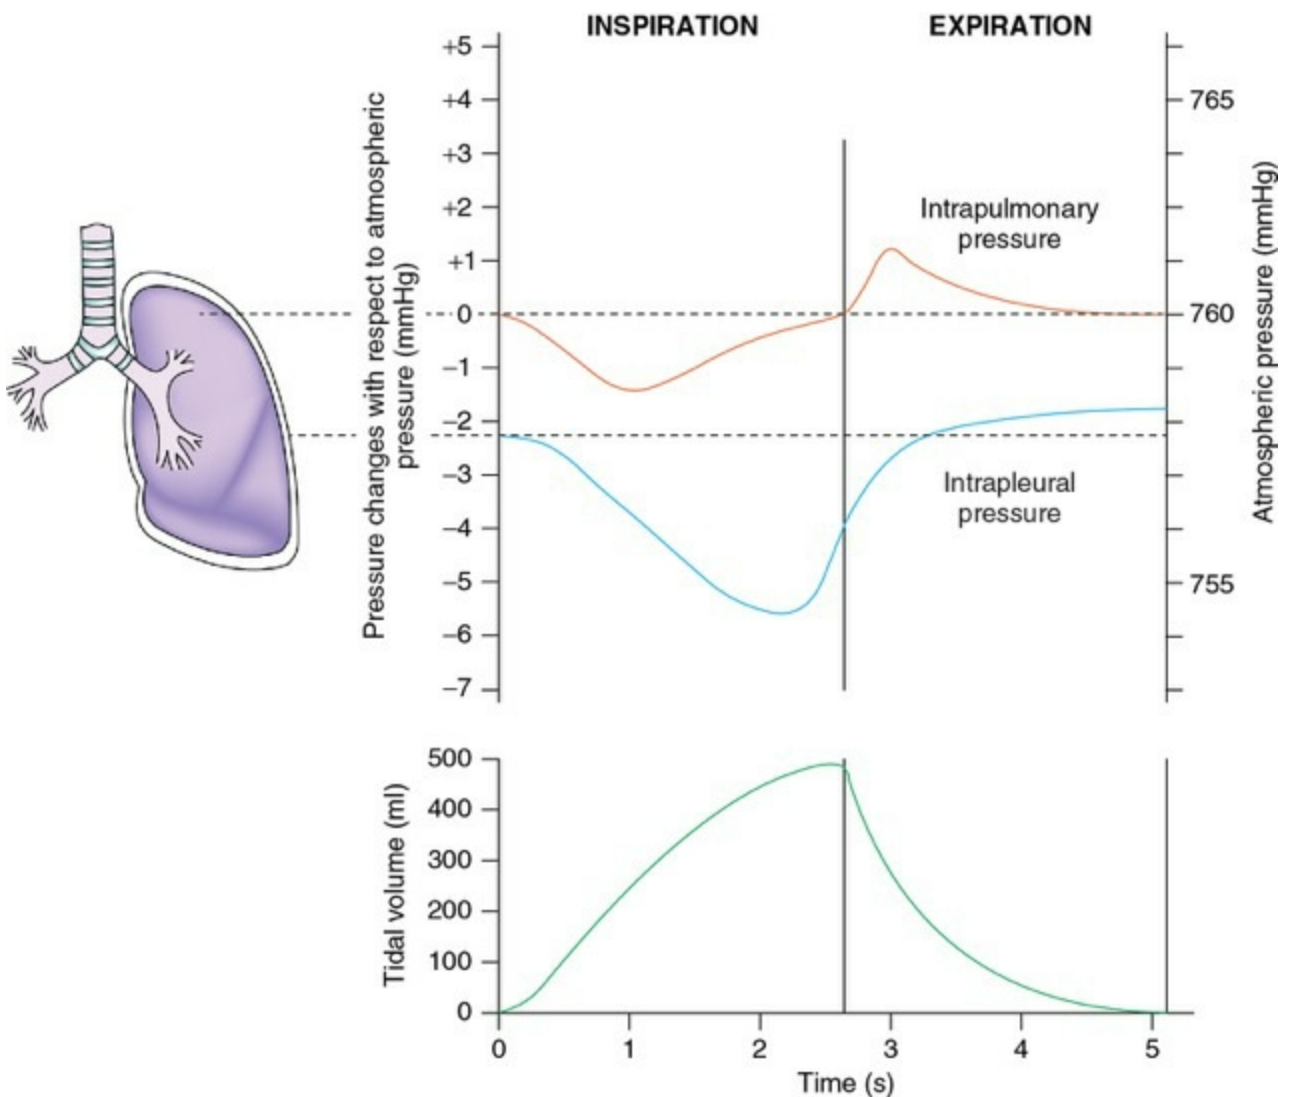 INSPIRATION
EXPIRATION
Pressure changes with respect to atmospheric
pressure (mmHg)
+5
+4
+3
+2
+1
0
–1
–2
–3
–4
–5
–6
–7
Intrapulmonary
pressure
Intrapleural
pressure
765
760
755
Atmospheric pressure (mmHg)
Tidal volume (ml)
500
400
300
200
100
0
0
1
2
3
4
5
Time (s)